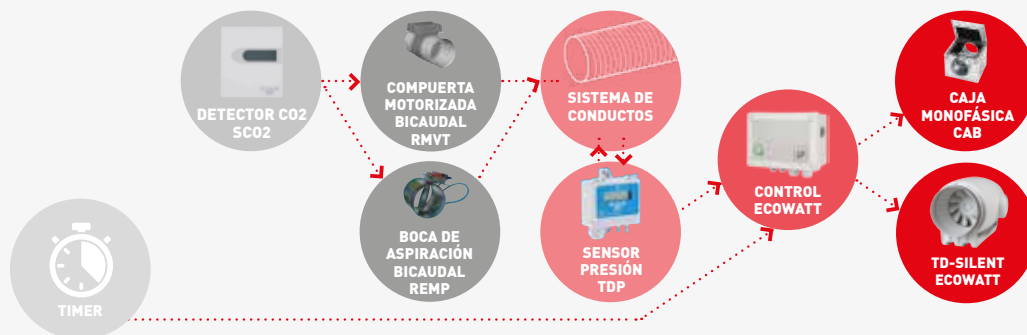 DETECTOR CO2
SCO2
COMPUERTA
MOTORIZADA
BICAUDAL
RMVT
SISTEMA DE
CONDUCTOS
CAJA
MONOFÁSICA
CAB
CONTROL
ECOWATT
BOCA DE
ASPIRACIÓN
BICAUDAL
REMP
SENSOR
PRESIÓN
TDP
TD-SILENT
ECOWATT
TIMER